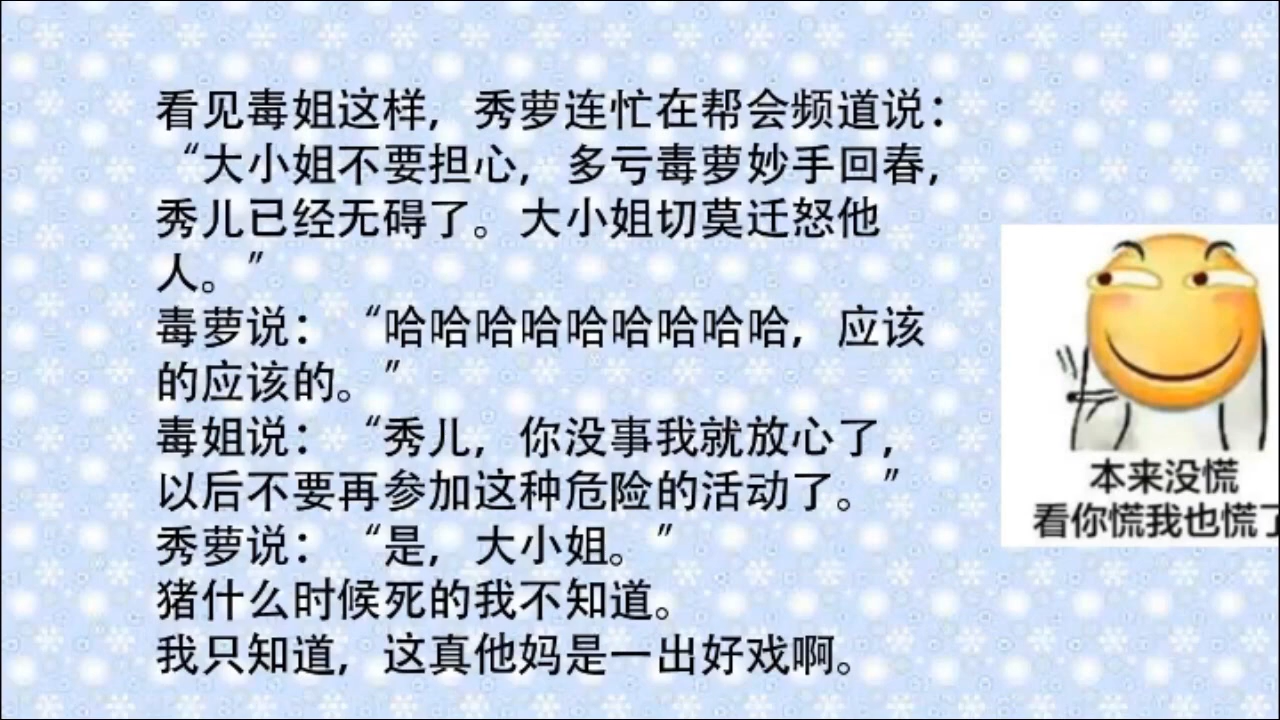 看见毒姐这样，秀萝连忙在帮会频道说：
“大小姐不要担心，多亏毒萝妙手回春，
秀儿已经无碍了。大小姐切莫迁怒他
人。”
毒萝说：“哈哈哈哈哈哈哈哈哈，应该
的应该的。”
毒姐说：“秀儿，你没事我就放心了，
以后不要再参加这种危险的活动了。”
秀萝说：“是，大小姐。”
猪什么时候死的我不知道。
我只知道，这真他妈是一出好戏啊。
本来没慌
看你慌我也慌了